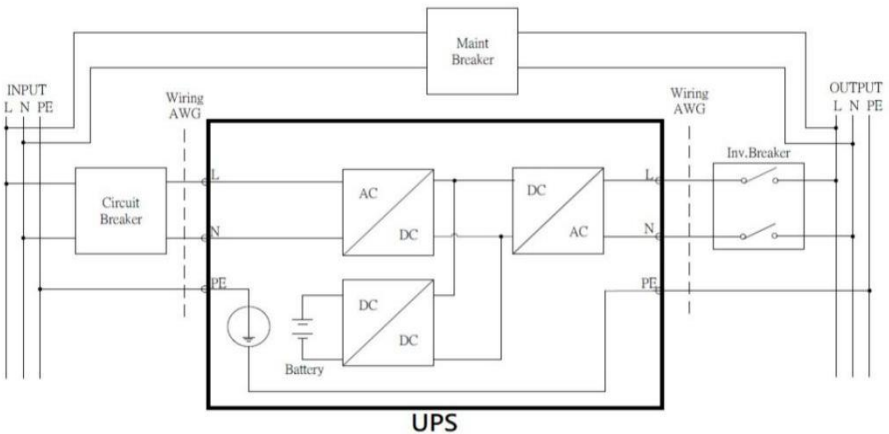 Maint
Breaker
INPUT
L N PE
Wiring
AWG
Wiring
AWG
OUTPUT
L N PE
Inv.Breaker
Circuit
Breaker
L
N
PE
AC
DC
DC
AC
DC
DC
Battery
L
N
PE
UPS